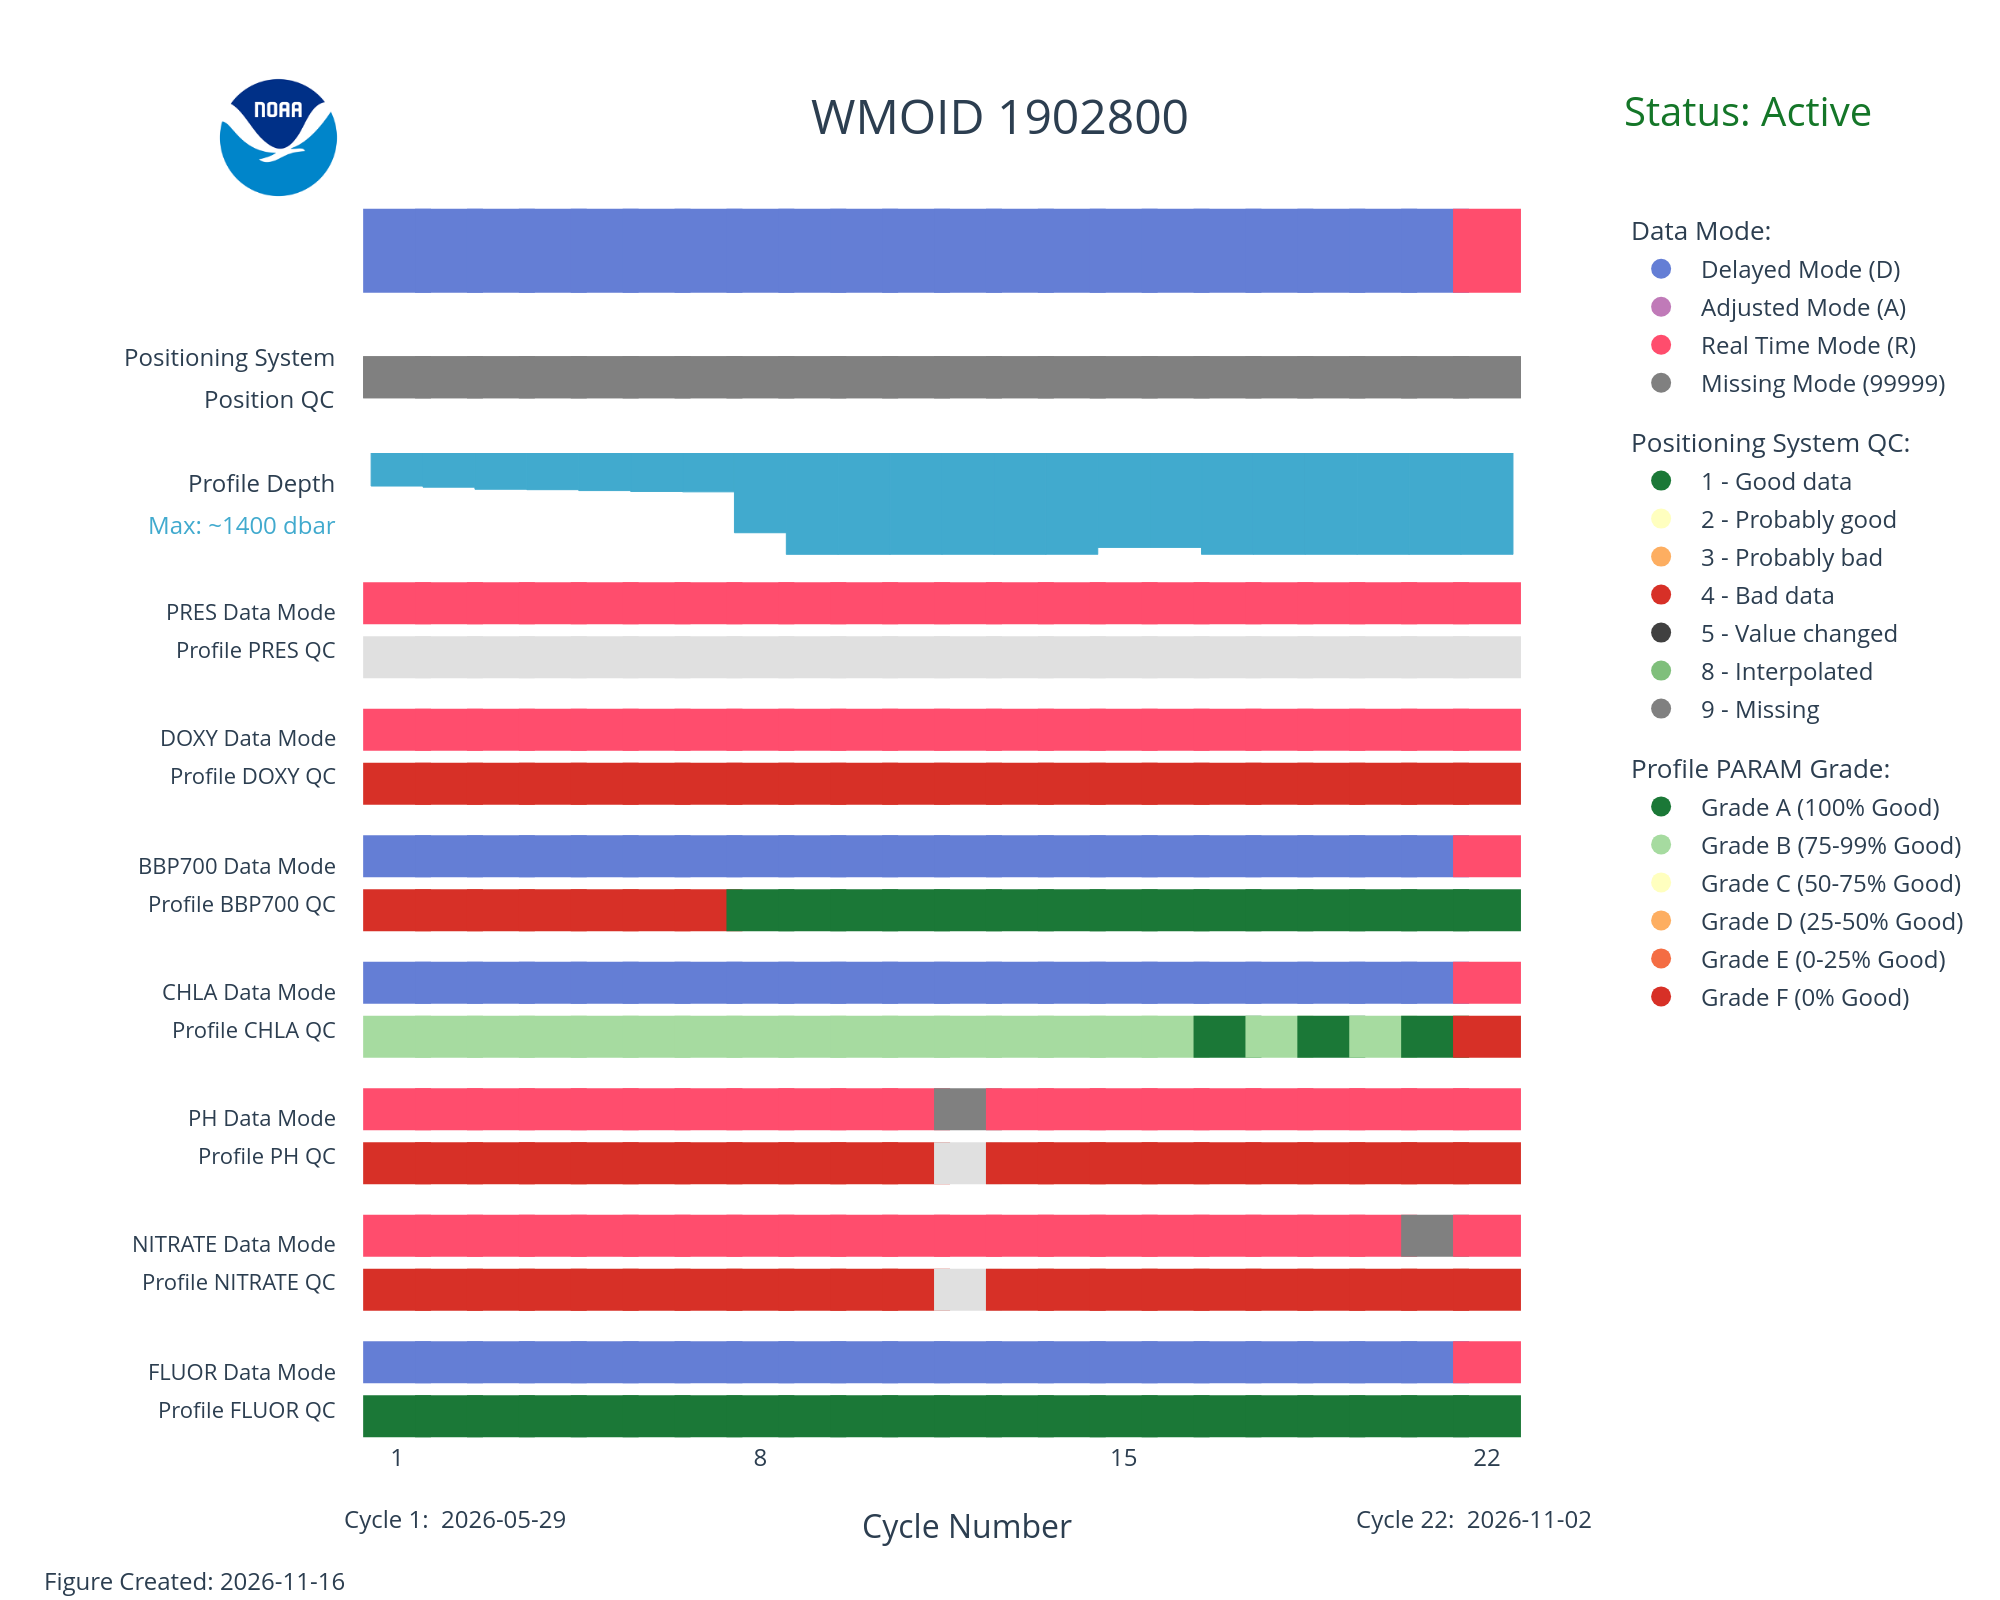 NOAA
WMOID 1902800
Status: Active
Positioning System
Position QC
Profile Depth
Max: ~1400 dbar
PRES Data Mode
Profile PRES QC
DOXY Data Mode
Profile DOXY QC
BBP700 Data Mode
Profile BBP700 QC
CHLA Data Mode
Profile CHLA QC
PH Data Mode
Profile PH QC
NITRATE Data Mode
Profile NITRATE QC
FLUOR Data Mode
Profile FLUOR QC
1 8 15 22
Cycle 1: 2026-05-29
Cycle Number
Cycle 22: 2026-11-02
Figure Created: 2026-11-16
Data Mode:
Delayed Mode (D)
Adjusted Mode (A)
Real Time Mode (R)
Missing Mode (99999)
Positioning System QC:
1 - Good data
2 - Probably good
3 - Probably bad
4 - Bad data
5 - Value changed
8 - Interpolated
9 - Missing
Profile PARAM Grade:
Grade A (100% Good)
Grade B (75-99% Good)
Grade C (50-75% Good)
Grade D (25-50% Good)
Grade E (0-25% Good)
Grade F (0% Good)